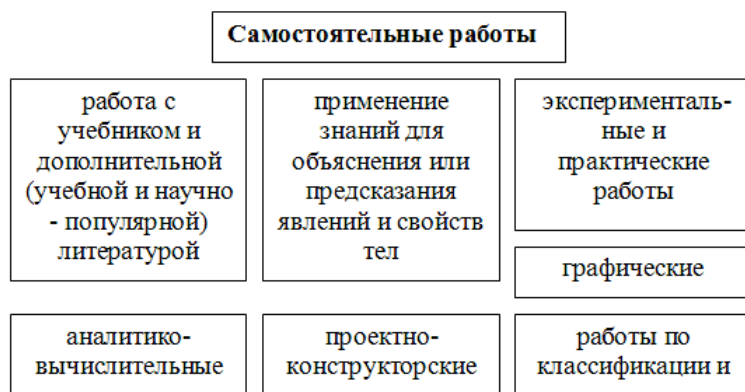 Самостоятельные работы
работа с
учебником и
дополнительной
(учебной и научно
- популярной)
литературой
применение
знаний для
объяснения или
предсказания
явлений и свойств
тел
эксперименталь-
ные и
практические
работы
графические
аналитико-
вычислительные
проектно-
конструкторские
работы по
классификации и